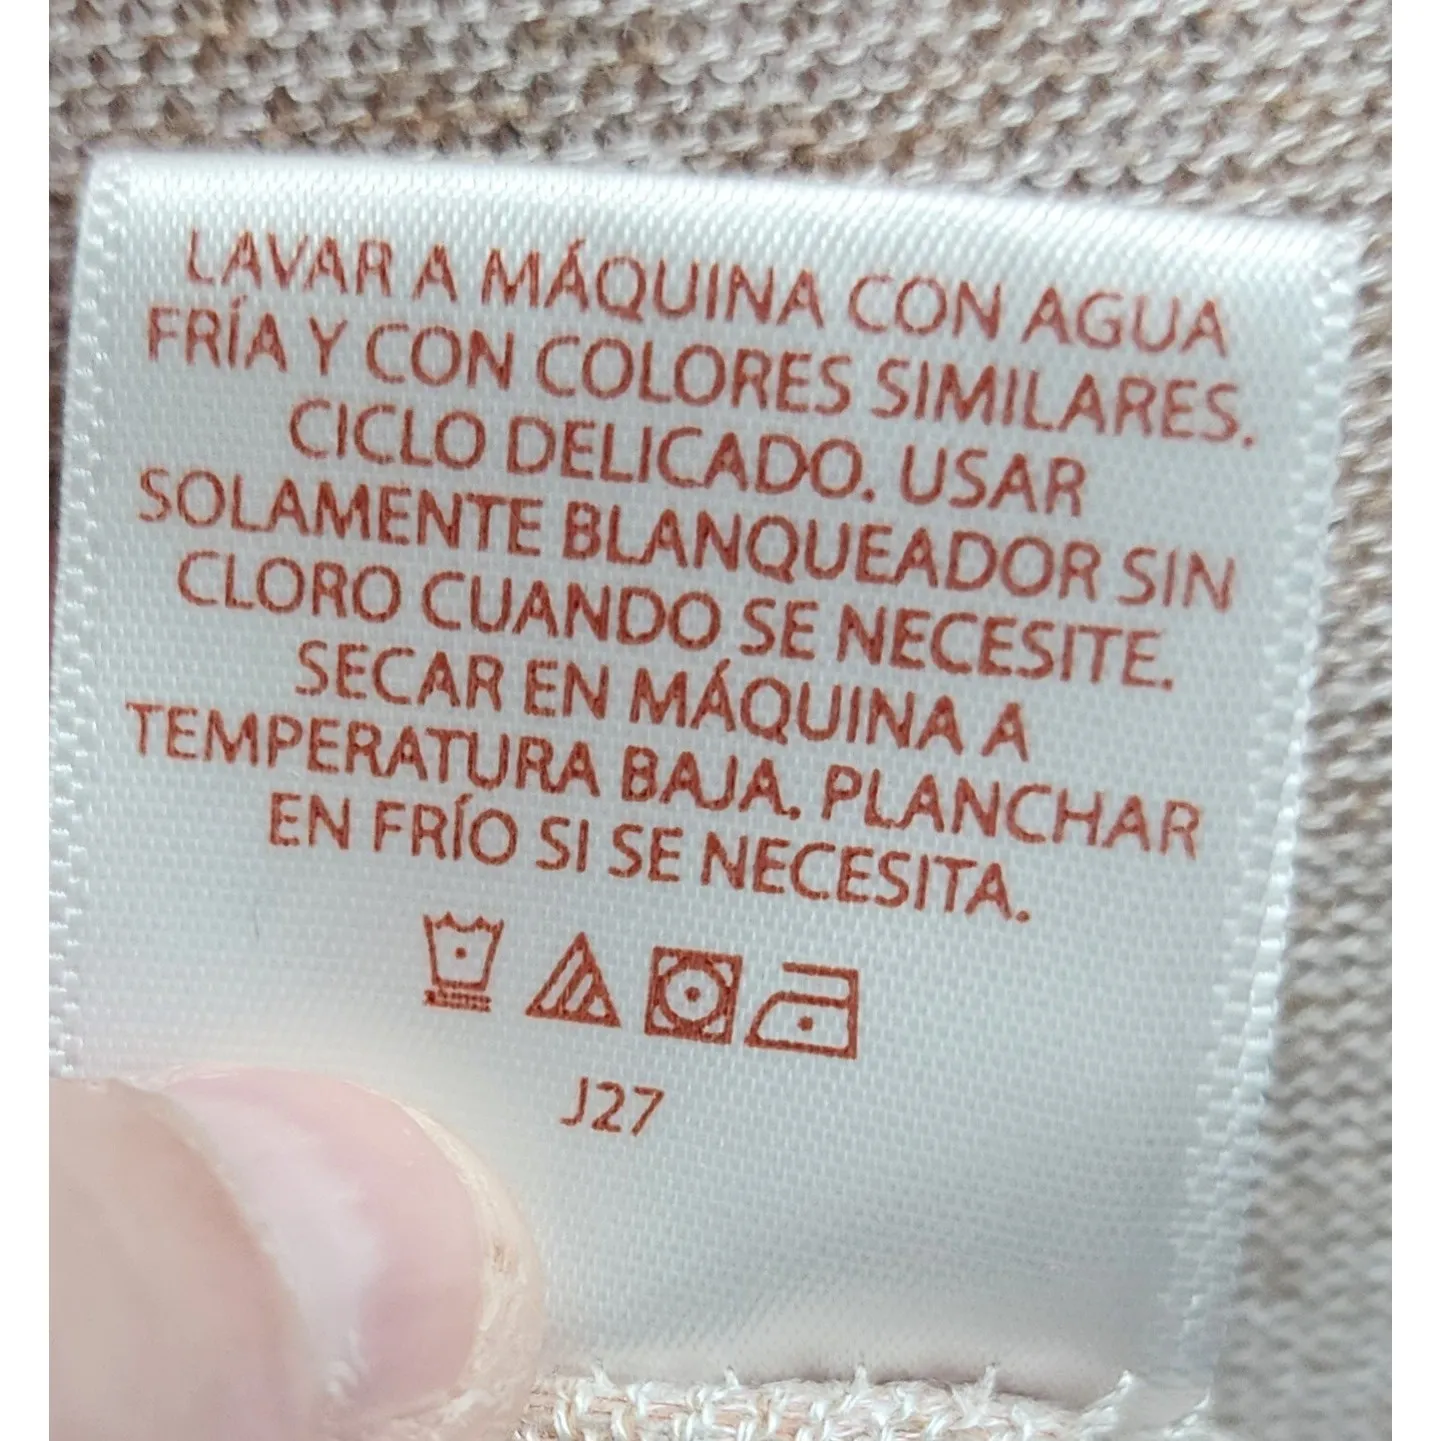 LAVAR A MÁQUINA CON AGUA
FRÍA Y CON COLORES SIMILARES.
CICLO DELICADO. USAR
SOLAMENTE BLANQUEADOR SIN
CLORO CUANDO SE NECESITE.
SECAR EN MÁQUINA A
TEMPERATURA BAJA. PLANCHAR
EN FRÍO SI SE NECESITA.
J27